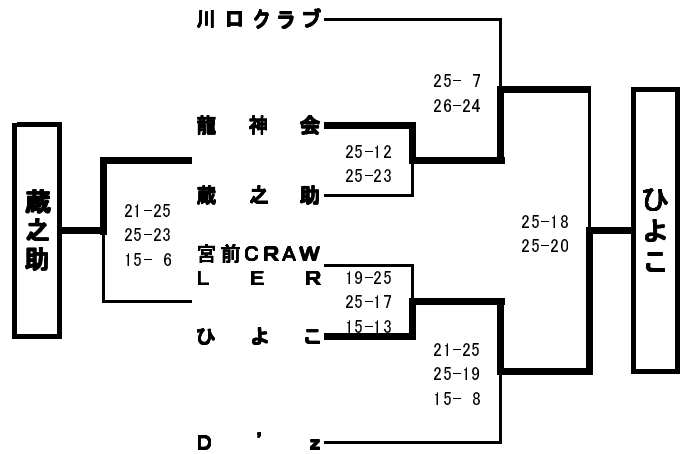 川口クラブ
25- 7
26-24
龍神会
25-12
25-23
蔵之助
蔵之助
21-25
25-23
15- 6
25-18
25-20
ひよこ
宮前CRAW
LER
19-25
25-17
15-13
ひよこ
21-25
25-19
15- 8
D'z